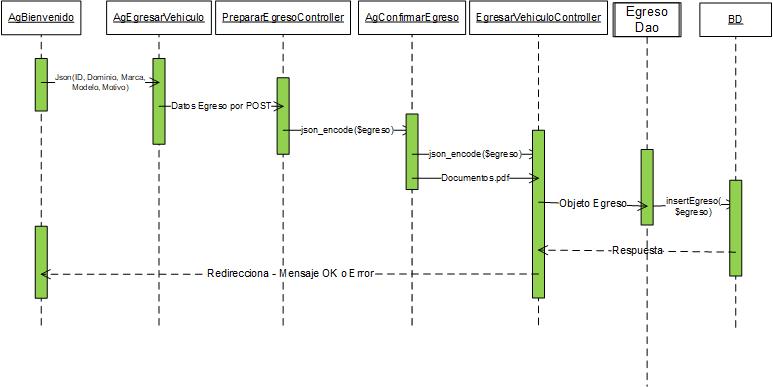 AgBienvenido
AgEgresarVehiculo
PrepararEgresoController
AgConfirmarEgreso
EgresarVehiculoController
Egreso
Dao
BD
Json(ID, Dominio, Marca,
Modelo, Motivo)
Datos Egreso por POST
json_encode($egreso)
json_encode($egreso)
Documentos.pdf
Objeto Egreso
insertEgreso(
$egreso)
Respuesta
Redirecciona - Mensaje OK o Error